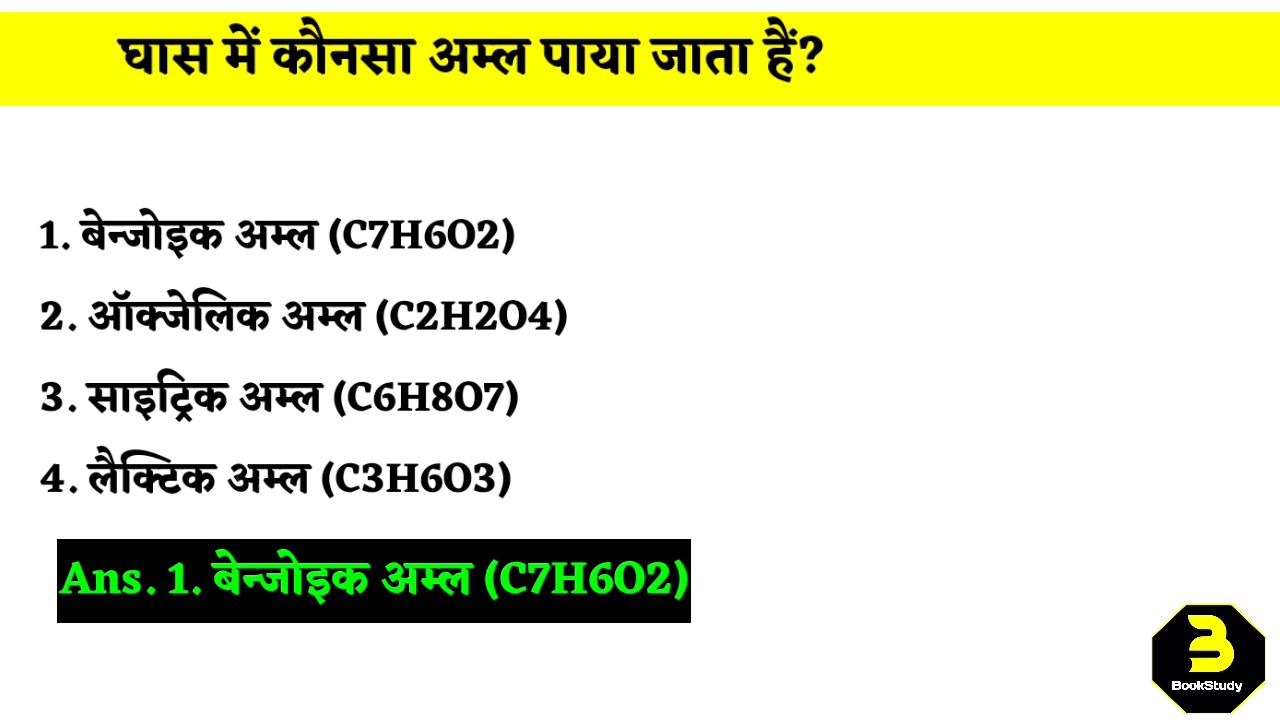 घास में कौनसा अम्ल पाया जाता हैं?
1. बेन्जोइक अम्ल (C7H6O2)
2. ऑक्जेलिक अम्ल (C2H2O4)
3. साइट्रिक अम्ल (C6H8O7)
4. लैक्टिक अम्ल (C3H6O3)
Ans. 1. बेन्जोइक अम्ल (C7H6O2)
BookStudy